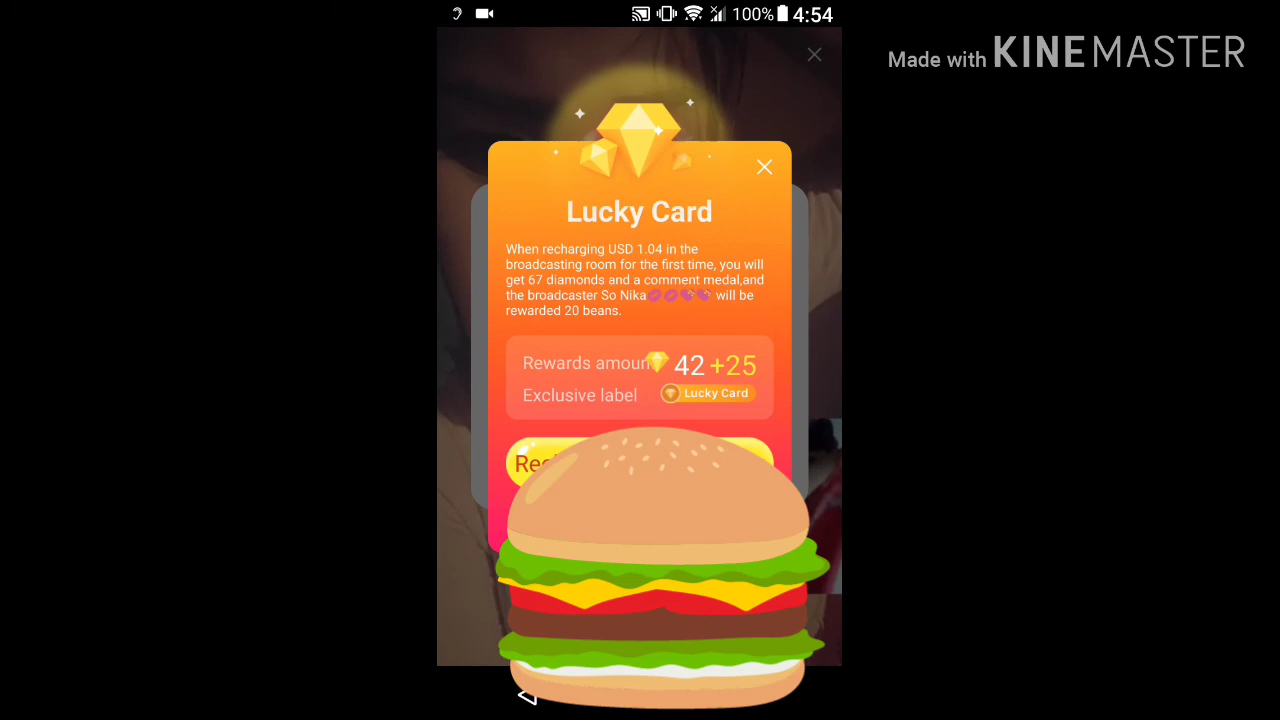 100% 4:54
Made with KINEMASTER
Lucky Card
When recharging USD 1.04 in the
broadcasting room for the first time, you will
get 67 diamonds and a comment medal,and
the broadcaster So Nika💋💋💘💘 will be
rewarded 20 beans.
Rewards amoun 42 +25
Exclusive label Lucky Card